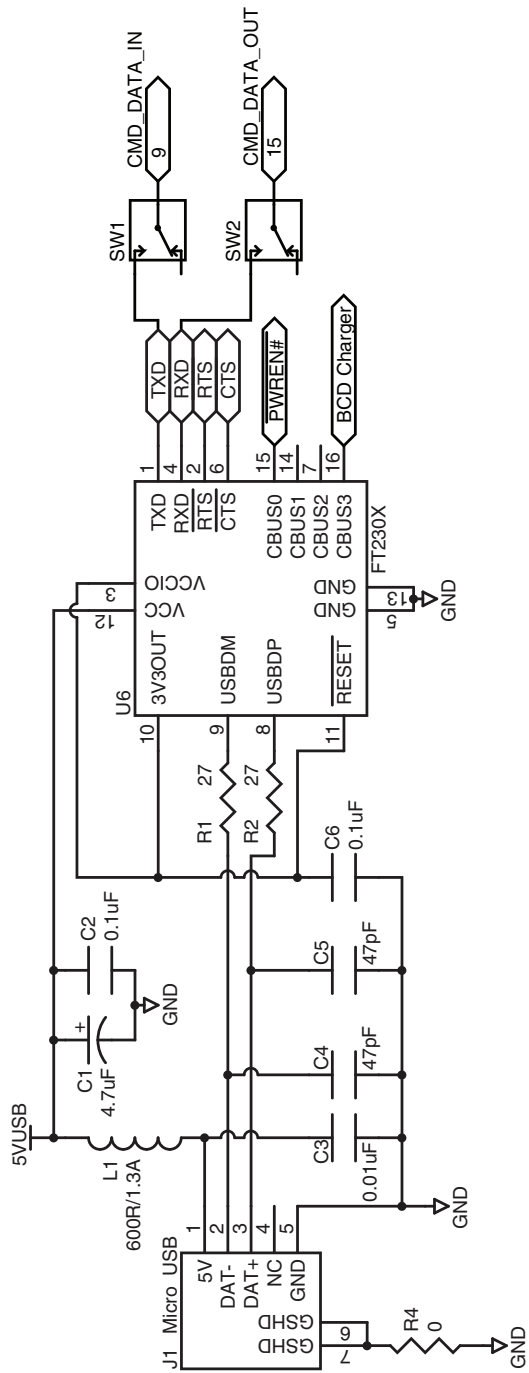 J1 Micro USB
5V
DAT-
DAT+
NC
GND
GSHD
GSHD
1
2
3
4
5
6
7
R4
0
GND
GND
5VUSB
L1
600R/1.3A
C1
+
4.7uF
C2
0.1uF
GND
C3
0.01uF
C4
47pF
C5
47pF
C6
0.1uF
R1
27
R2
27
U6
10
9
8
11
12
3
3V3OUT
USBDM
USBDP
RESET
VCC
VCCIO
GND
GND
5
13
GND
FT230X
TXD
RXD
RTS
CTS
CBUS0
CBUS1
CBUS2
CBUS3
1
4
2
6
15
14
7
16
TXD
RXD
RTS
CTS
PWREN#
BCD Charger
SW1
SW2
CMD_DATA_IN
9
CMD_DATA_OUT
15